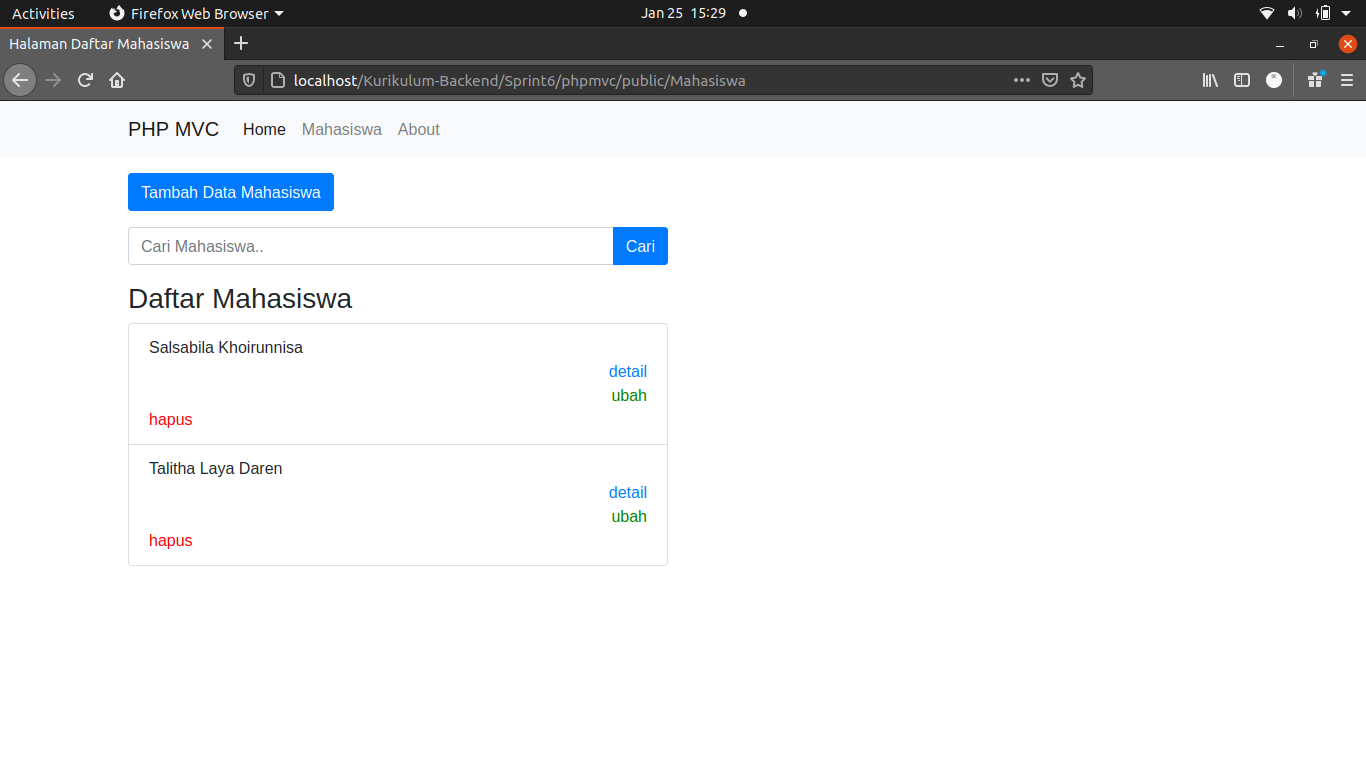 Activities Firefox Web Browser Jan 25 15:29
Halaman Daftar Mahasiswa
localhost/Kurikulum-Backend/Sprint6/phpmvc/public/Mahasiswa
PHP MVC Home Mahasiswa About
Tambah Data Mahasiswa
Cari Mahasiswa.. Cari
Daftar Mahasiswa
Salsabila Khoirunnisa
detail
ubah
hapus
Talitha Laya Daren
detail
ubah
hapus